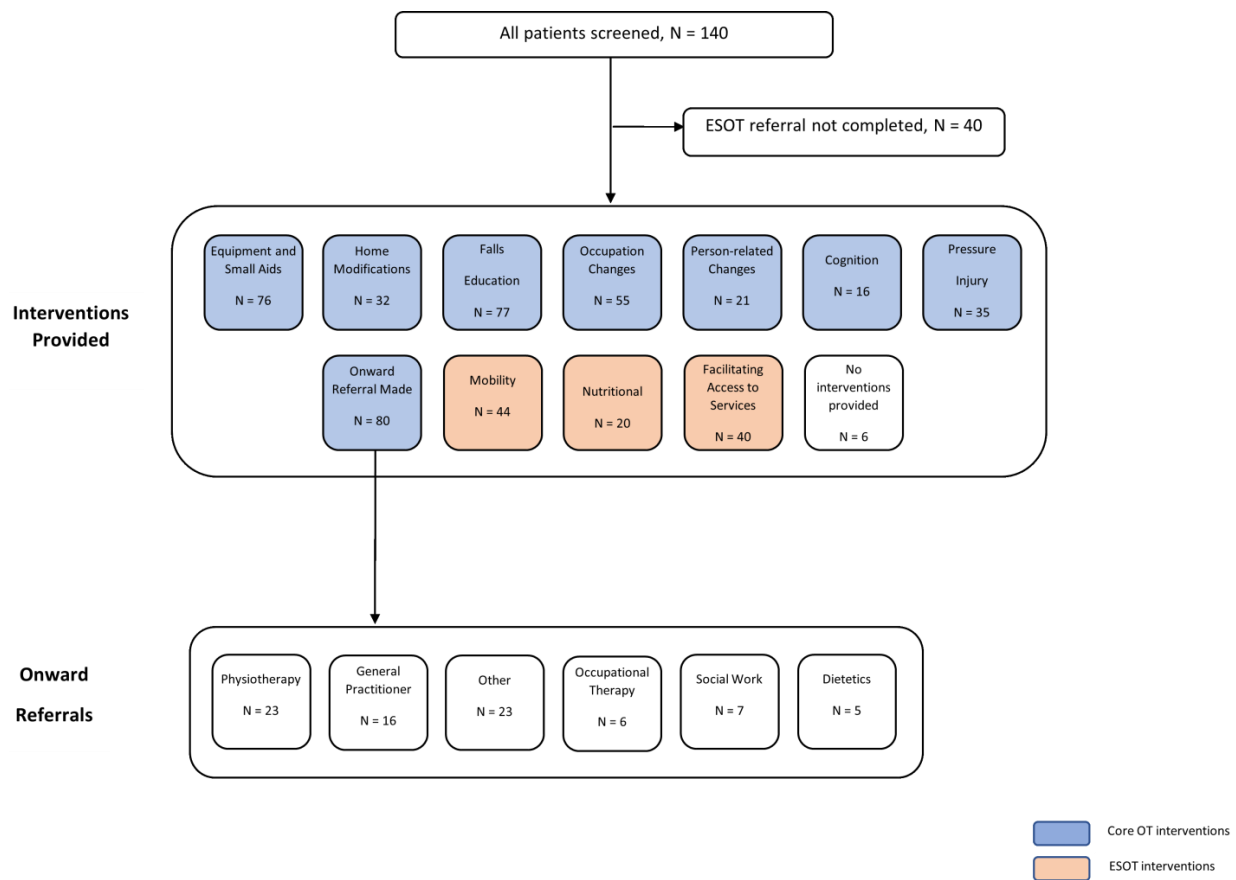 All patients screened, N = 140
ESOT referral not completed, N = 40
Interventions
Provided
Equipment and
Small Aids
N = 76
Home
Modifications
N = 32
Falls
Education
N = 77
Occupation
Changes
N = 55
Person-related
Changes
N = 21
Cognition
N = 16
Pressure
Injury
N = 35
Onward
Referral Made
N = 80
Mobility
N = 44
Nutritional
N = 20
Facilitating
Access to
Services
N = 40
No
interventions
provided
N = 6
Onward
Referrals
Physiotherapy
N = 23
General
Practitioner
N = 16
Other
N = 23
Occupational
Therapy
N = 6
Social Work
N = 7
Dietetics
N = 5
Core OT interventions
ESOT interventions